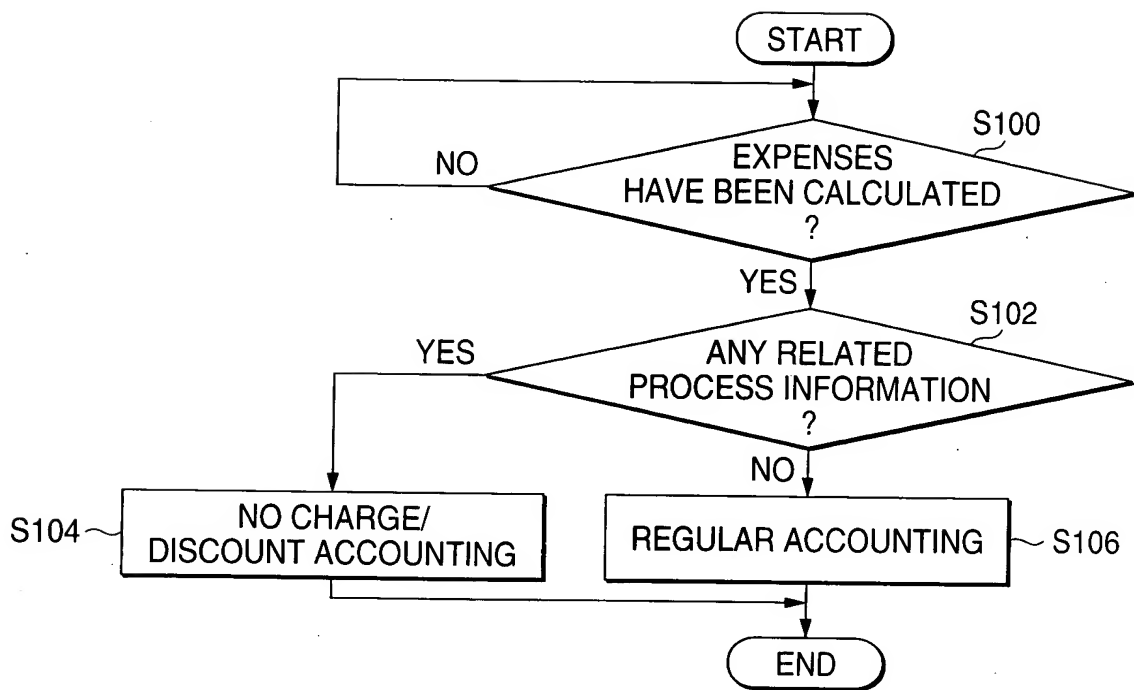 START
S100
EXPENSES
HAVE BEEN CALCULATED
?
NO
YES
S102
ANY RELATED
PROCESS INFORMATION
?
YES
NO
S104
NO CHARGE/
DISCOUNT ACCOUNTING
REGULAR ACCOUNTING
S106
END